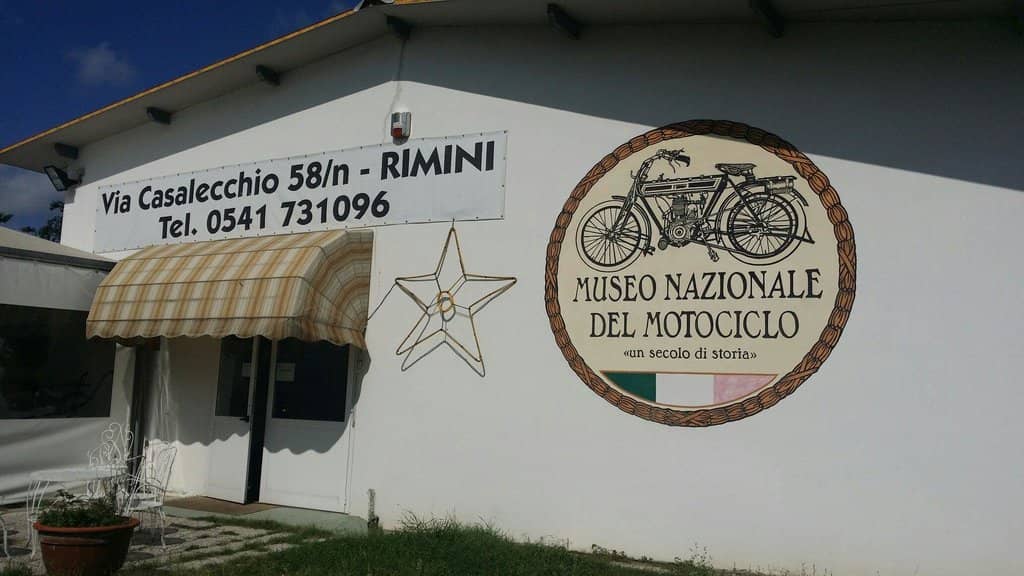 Via Casalecchio 58/n - RIMINI
Tel. 0541 731096
MUSEO NAZIONALE
DEL MOTOCICLO
«un secolo di storia»